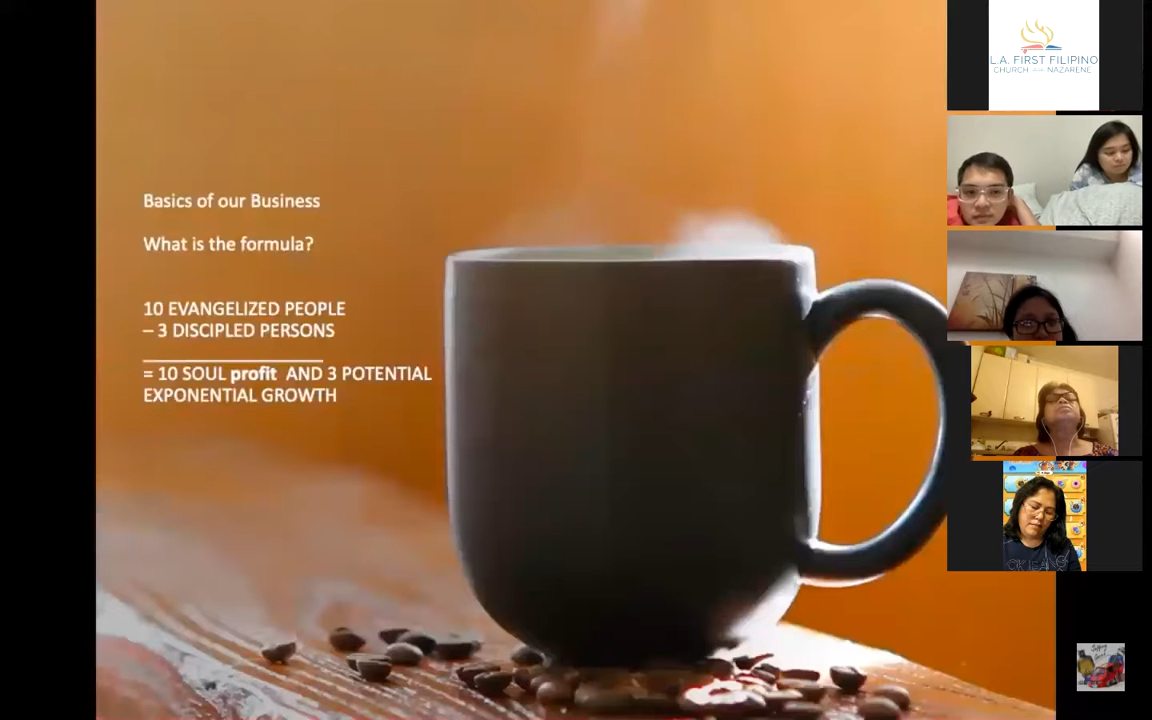 Basics of our Business
What is the formula?
10 EVANGELIZED PEOPLE
– 3 DISCIPLED PERSONS
= 10 SOUL profit AND 3 POTENTIAL
EXPONENTIAL GROWTH
L.A. FIRST FILIPINO
CHURCH OF THE NAZARENE